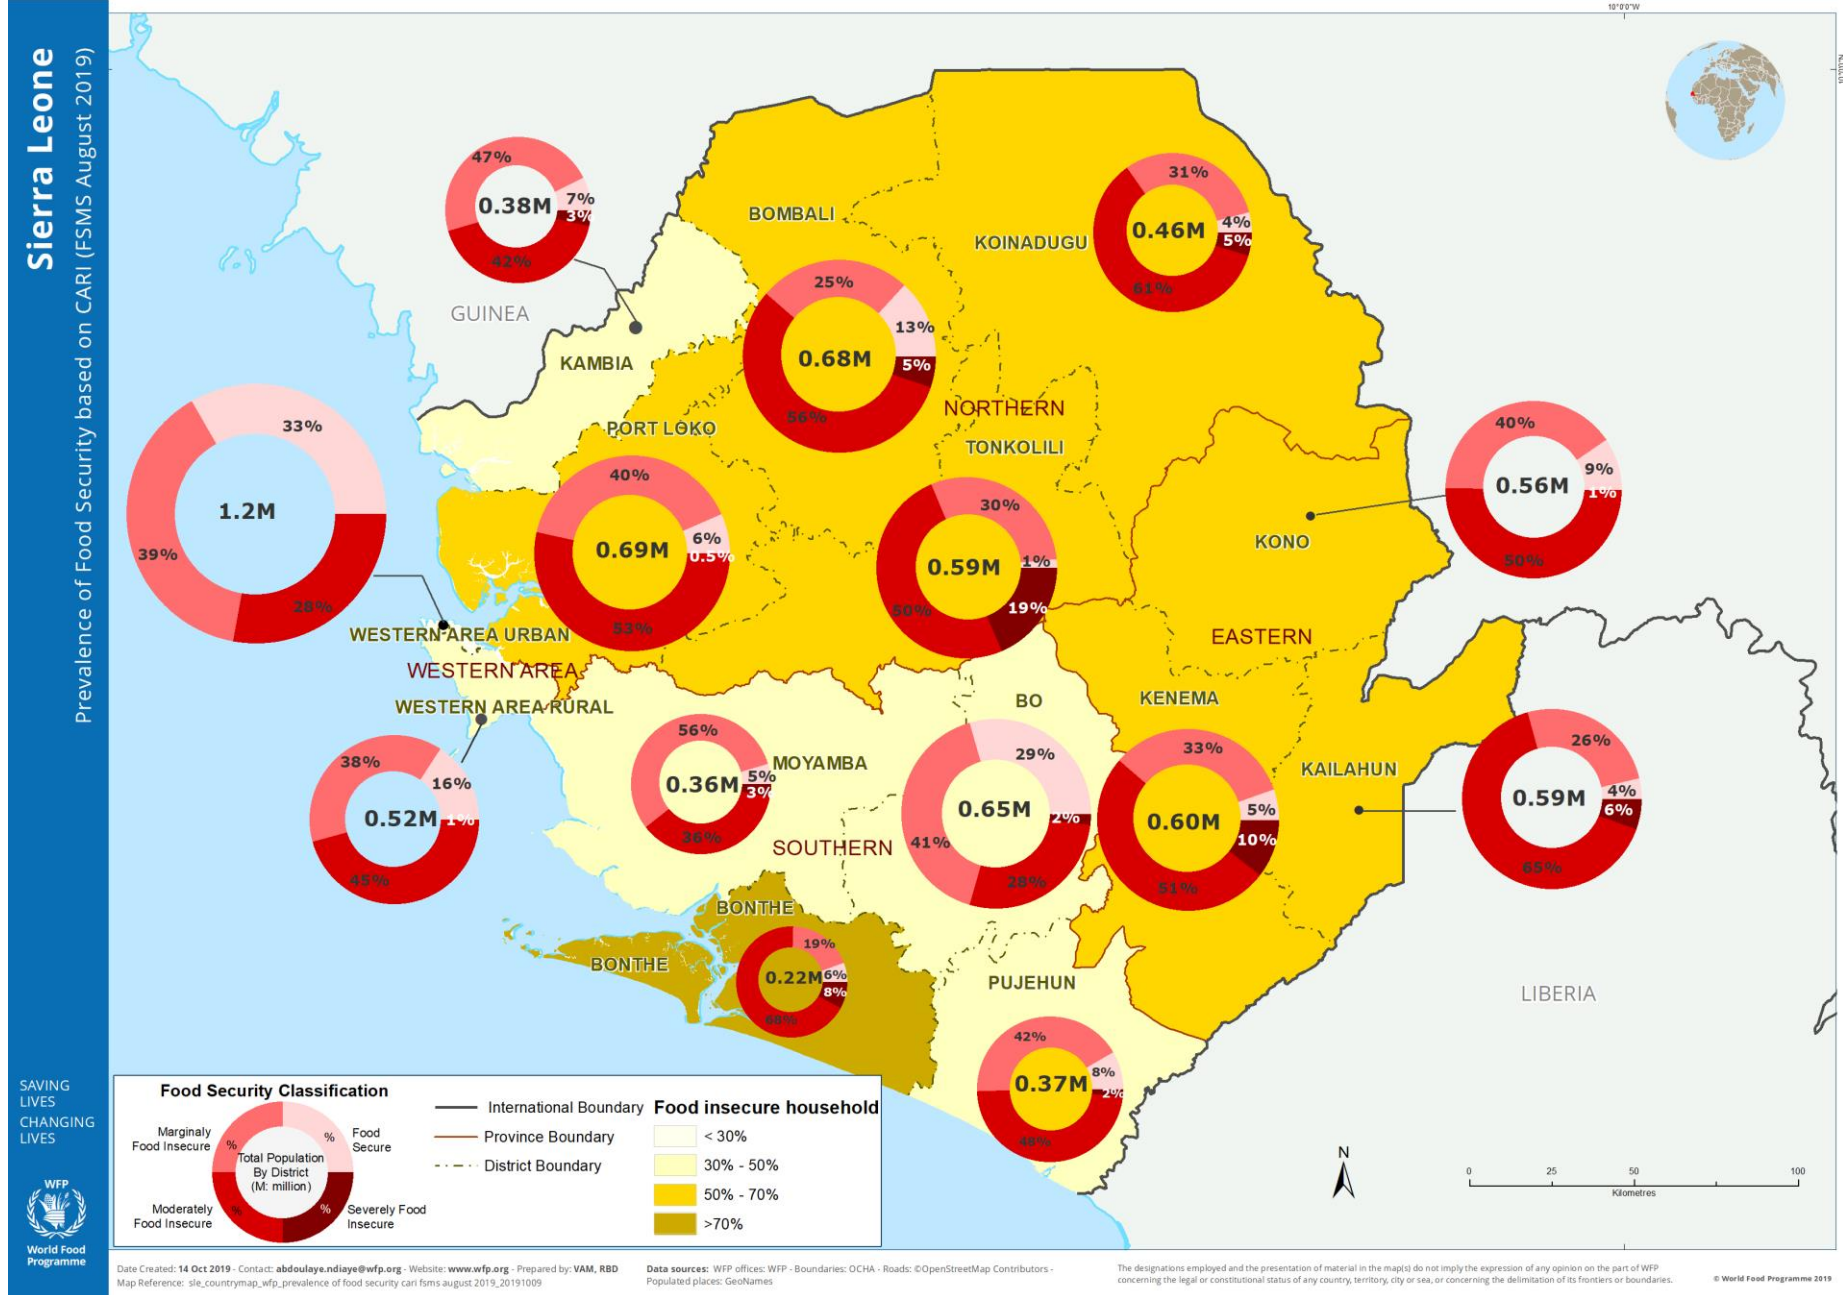 Sierra Leone
Prevalence of Food Security based on CARI (FSMS August 2019)
10°0'0"W
47%
7%
3%
42%
0.38M
GUINEA
BOMBALI
KOINADUGU
31%
4%
5%
61%
0.46M
25%
13%
5%
56%
0.68M
KAMBIA
PORT LOKO
NORTHERN
TONKOLILI
33%
39%
28%
1.2M
40%
6%
0.5%
53%
0.69M
30%
1%
19%
50%
0.59M
40%
9%
1%
50%
0.56M
KONO
EASTERN
WESTERN AREA URBAN
WESTERN AREA
WESTERN AREA RURAL
BO
KENEMA
KAILAHUN
38%
16%
1%
45%
0.52M
56%
5%
3%
36%
0.36M
MOYAMBA
SOUTHERN
29%
2%
28%
41%
0.65M
33%
5%
10%
51%
0.60M
26%
4%
6%
65%
0.59M
BONTHE
BONTHE
19%
6%
8%
68%
0.22M
PUJEHUN
42%
8%
2%
48%
0.37M
LIBERIA
SAVING
LIVES
CHANGING
LIVES
WFP
World Food
Programme
Food Security Classification
Marginaly
Food Insecure
Food
Secure
Moderately
Food Insecure
Severely Food
Insecure
%
%
%
%
Total Population
By District
(M: million)
International Boundary
Province Boundary
District Boundary
Food insecure household
< 30%
30% - 50%
50% - 70%
>70%
N
0 25 50 100
Kilometres
Date Created: 14 Oct 2019 - Contact: abdoulaye.ndiaye@wfp.org - Website: www.wfp.org - Prepared by: VAM, RBD
Map Reference: sle_countrymap_wfp_prevalence of food security cari fsms august 2019_20191009
Data sources: WFP offices: WFP - Boundaries: OCHA - Roads: ©OpenStreetMap Contributors -
Populated places: GeoNames
The designations employed and the presentation of material in the map(s) do not imply the expression of any opinion on the part of WFP
concerning the legal or constitutional status of any country, territory, city or sea, or concerning the delimitation of its frontiers or boundaries.
© World Food Programme 2019